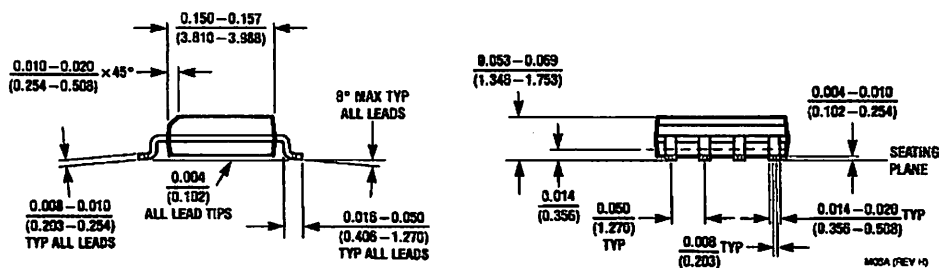 0.150–0.157
(3.810–3.988)
0.010–0.020 ×45°
(0.254–0.508)
8° MAX TYP
ALL LEADS
0.004
(0.102)
ALL LEAD TIPS
0.008–0.010
(0.203–0.254)
TYP ALL LEADS
0.016–0.050
(0.406–1.270)
TYP ALL LEADS
0.053–0.069
(1.346–1.753)
0.004–0.010
(0.102–0.254)
SEATING
PLANE
0.014
(0.356)
0.050
(1.270)
TYP
0.014–0.020 TYP
(0.356–0.508)
0.008 TYP
(0.203)
M08A (REV H)